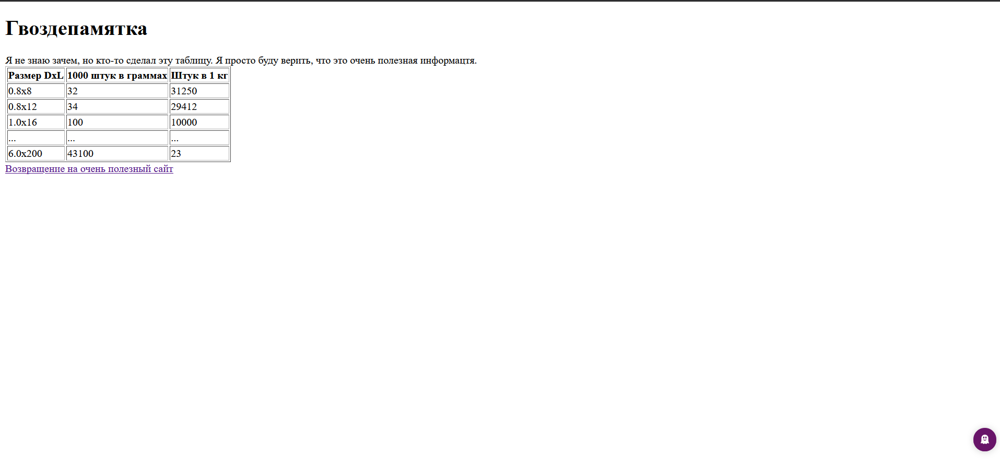 Гвоздепамятка
Я не знаю зачем, но кто-то сделал эту таблицу. Я просто буду верить, что это очень полезная информацтя.
Размер DxL 1000 штук в граммах Штук в 1 кг
0.8x8 32 31250
0.8x12 34 29412
1.0x16 100 10000
... ... ...
6.0x200 43100 23
Возвращение на очень полезный сайт